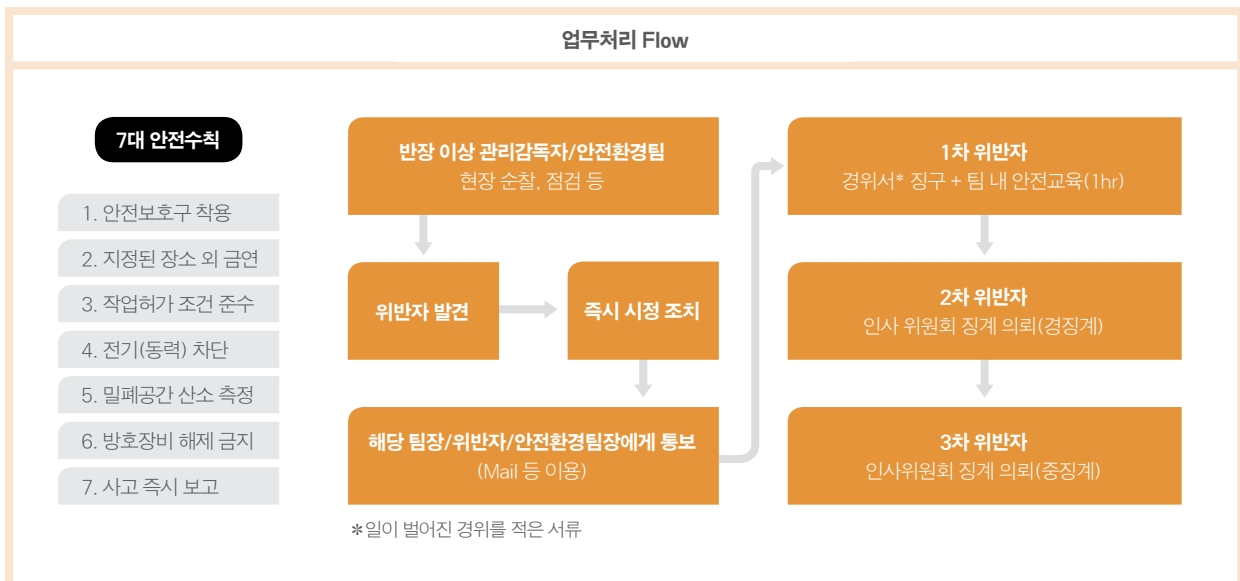 업무처리 Flow
7대 안전수칙
1. 안전보호구 착용
2. 지정된 장소 외 금연
3. 작업허가 조건 준수
4. 전기(동력) 차단
5. 밀폐공간 산소 측정
6. 방호장비 해제 금지
7. 사고 즉시 보고
반장 이상 관리감독자/안전환경팀
현장 순찰, 점검 등
위반자 발견
즉시 시정 조치
해당 팀장/위반자/안전환경팀장에게 통보
(Mail 등 이용)
*일이 벌어진 경위를 적은 서류
1차 위반자
경위서* 징구 + 팀 내 안전교육(1hr)
2차 위반자
인사 위원회 징계 의뢰(경징계)
3차 위반자
인사위원회 징계 의뢰(중징계)